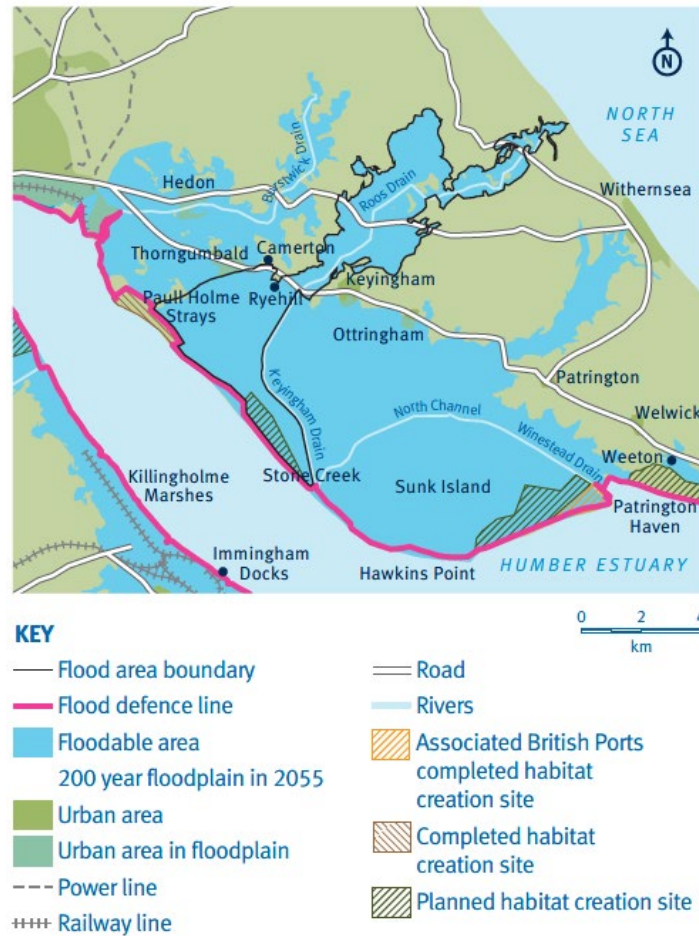 N
NORTH
SEA
Hedon
Burstwick Drain
Roos Drain
Withernsea
Thorngumbald
Camerton
Keyingham
Paull Holme
Strays
Ryehill
Ottringham
Keyingham Drain
Patrington
North Channel
Welwick
Winestead Drain
Weeton
Killingholme
Marshes
Stone Creek
Sunk Island
Patrington
Haven
Immingham
Docks
Hawkins Point
HUMBER ESTUARY
KEY
0 2 4
km
Flood area boundary
Flood defence line
Floodable area
200 year floodplain in 2055
Urban area
Urban area in floodplain
Power line
Railway line
Road
Rivers
Associated British Ports
completed habitat
creation site
Completed habitat
creation site
Planned habitat creation site